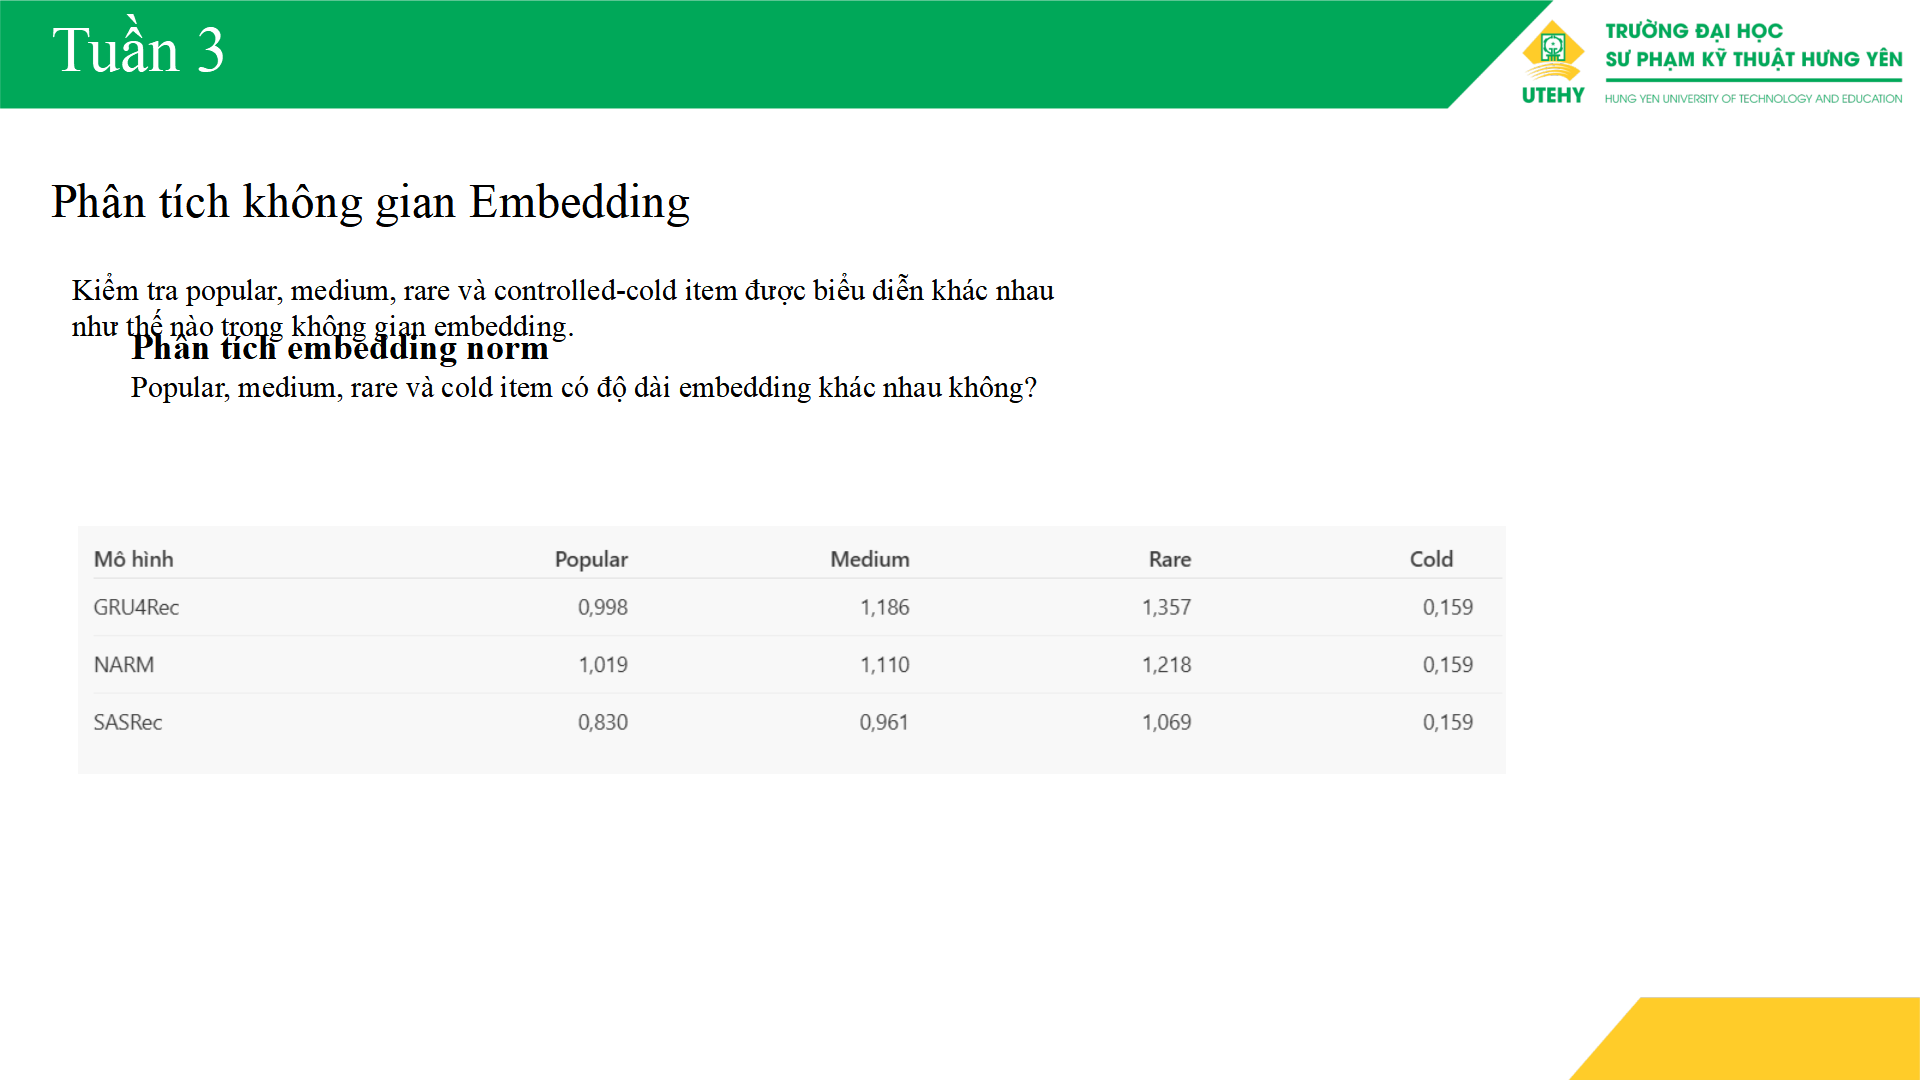 Tuần 3
TRƯỜNG ĐẠI HỌC
SƯ PHẠM KỸ THUẬT HƯNG YÊN
UTEHY
HUNG YEN UNIVERSITY OF TECHNOLOGY AND EDUCATION
Phân tích không gian Embedding
Kiểm tra popular, medium, rare và controlled-cold item được biểu diễn khác nhau
như thế nào trong không gian embedding.
Phân tích embedding norm
Popular, medium, rare và cold item có độ dài embedding khác nhau không?
Mô hình Popular Medium Rare Cold
GRU4Rec 0,998 1,186 1,357 0,159
NARM 1,019 1,110 1,218 0,159
SASRec 0,830 0,961 1,069 0,159